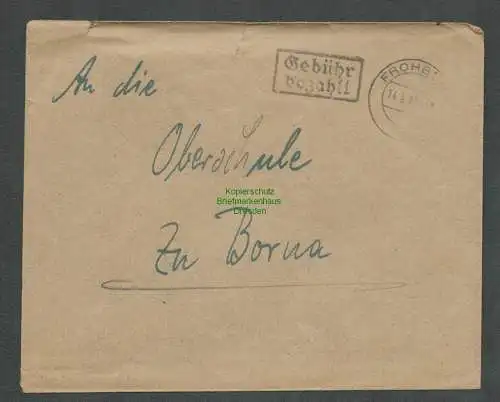 Gebühr
bezahlt
FROHB
An die
Oberschule
Kopierschutz
Briefmarkenhaus
Dresden
Zu Borna